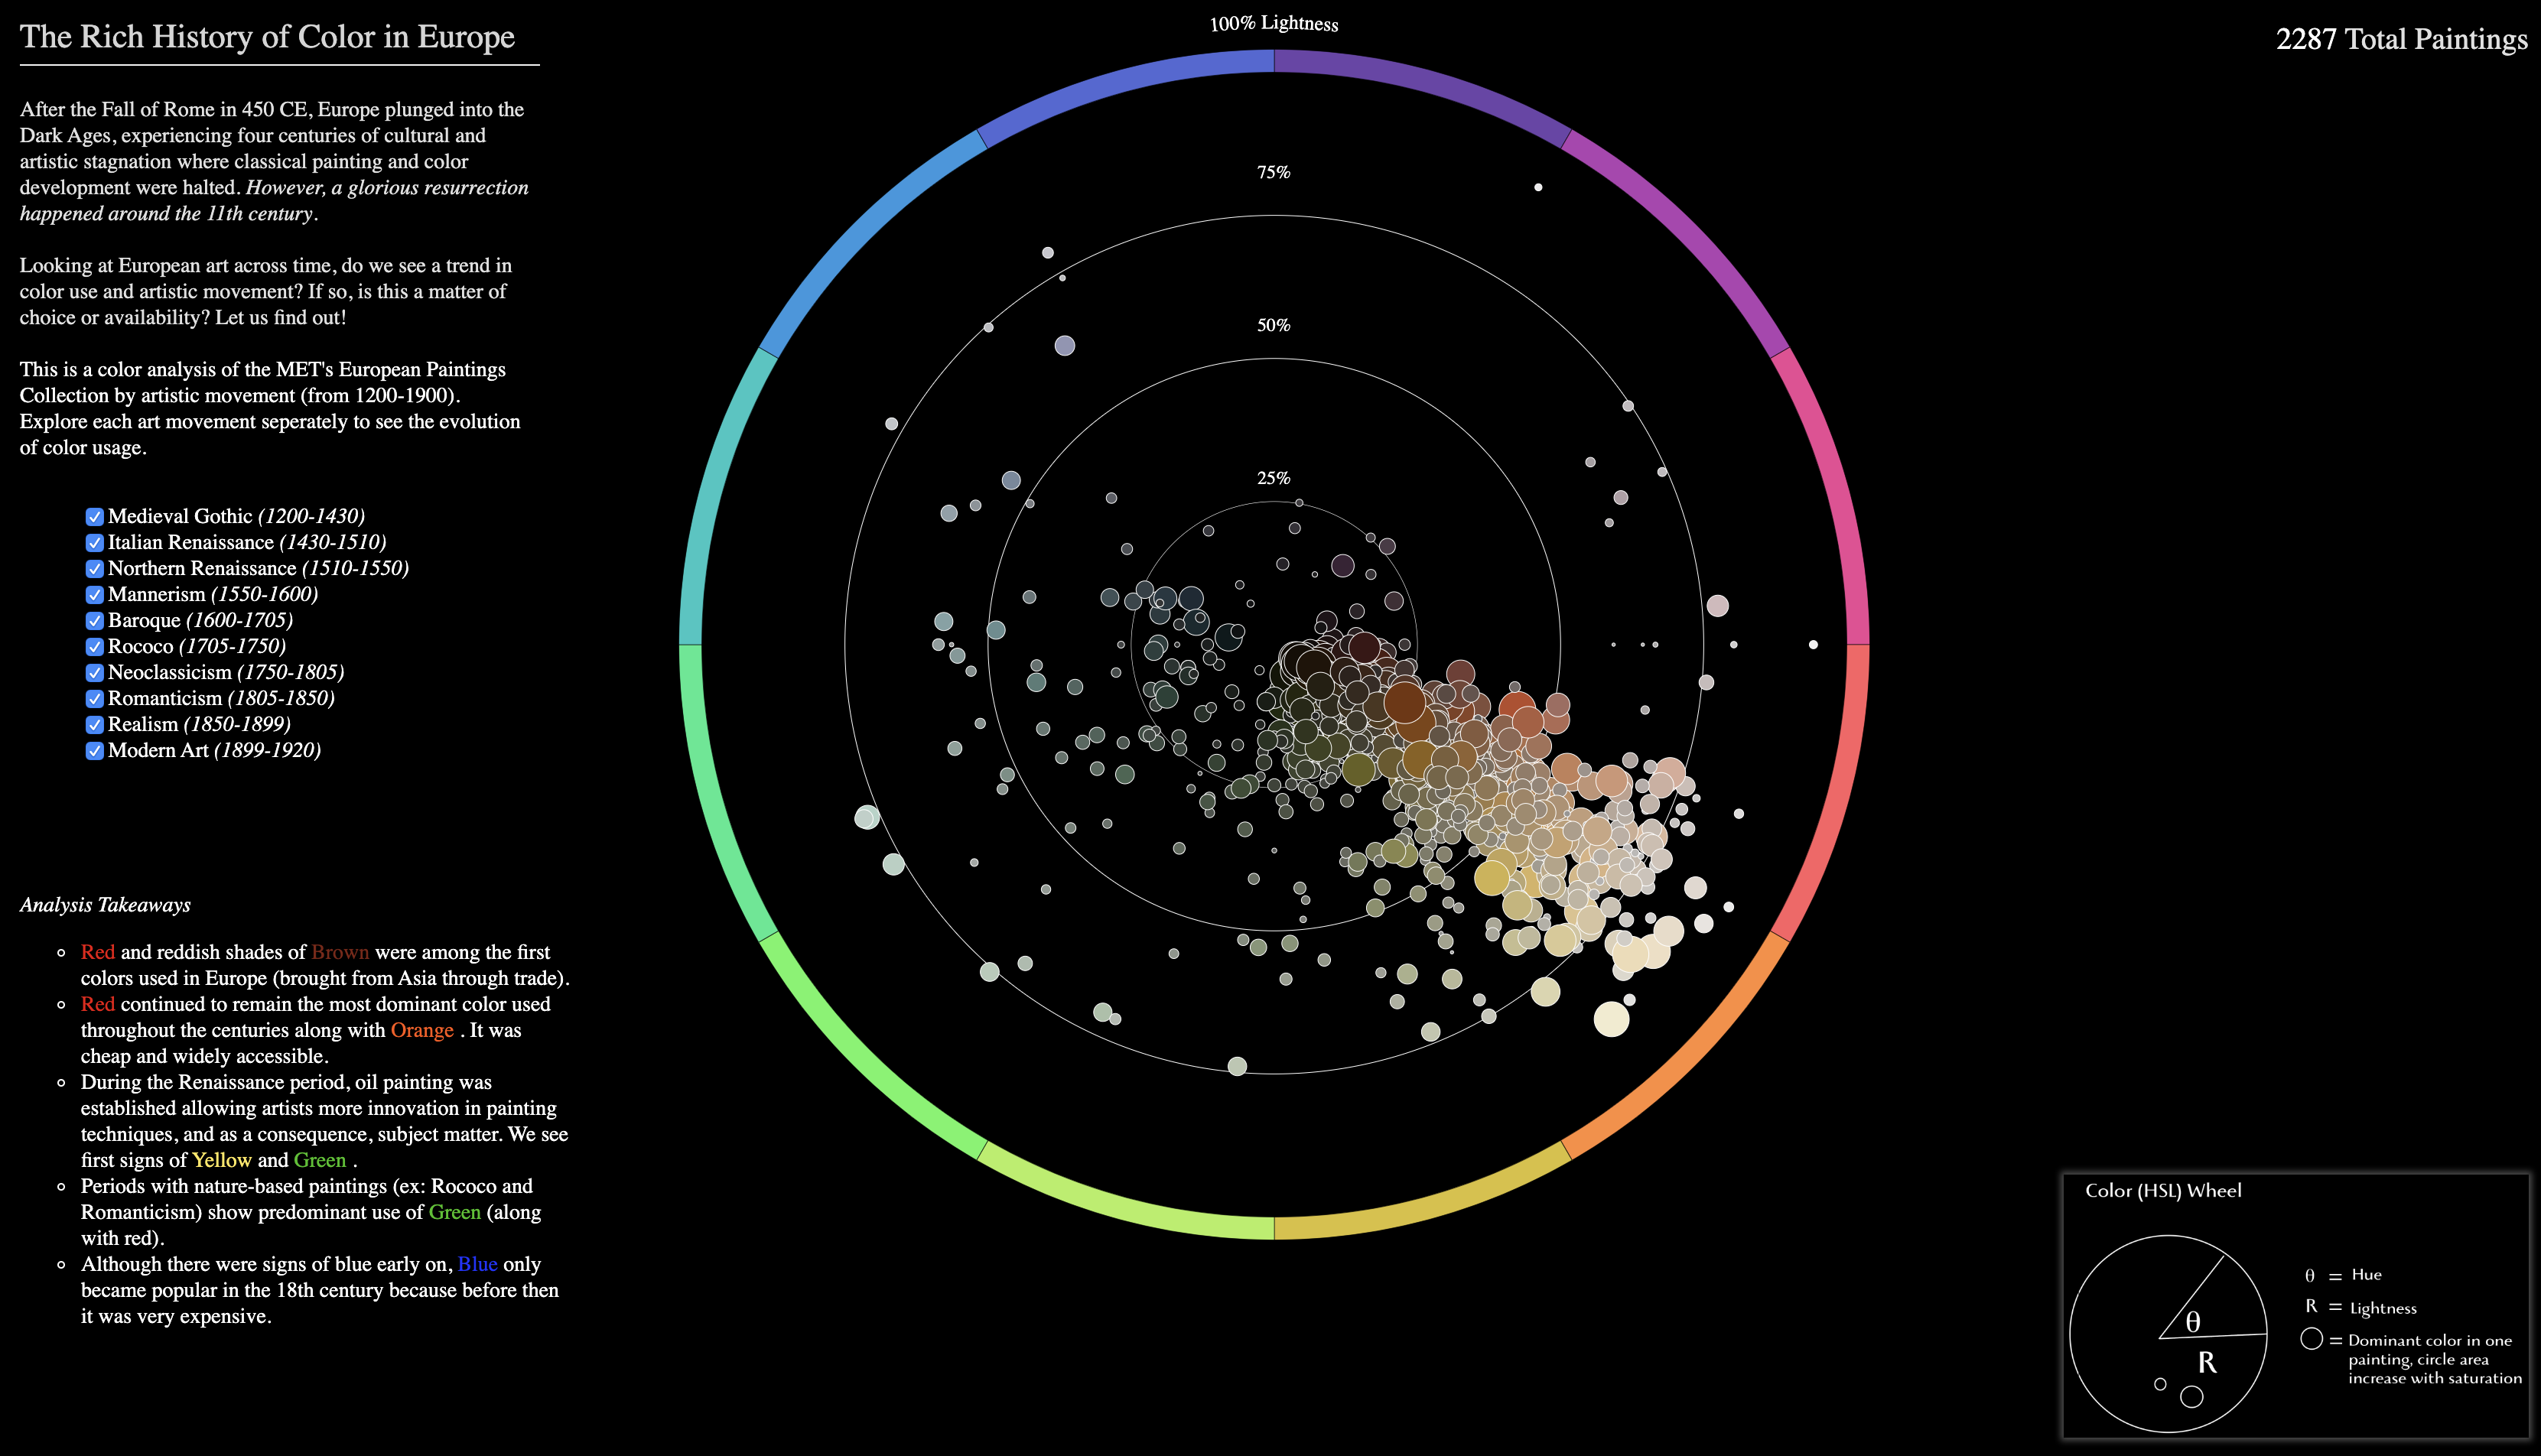 The Rich History of Color in Europe
After the Fall of Rome in 450 CE, Europe plunged into the
Dark Ages, experiencing four centuries of cultural and
artistic stagnation where classical painting and color
development were halted. However, a glorious resurrection
happened around the 11th century.
Looking at European art across time, do we see a trend in
color use and artistic movement? If so, is this a matter of
choice or availability? Let us find out!
This is a color analysis of the MET's European Paintings
Collection by artistic movement (from 1200-1900).
Explore each art movement seperately to see the evolution
of color usage.
Medieval Gothic (1200-1430)
Italian Renaissance (1430-1510)
Northern Renaissance (1510-1550)
Mannerism (1550-1600)
Baroque (1600-1705)
Rococo (1705-1750)
Neoclassicism (1750-1805)
Romanticism (1805-1850)
Realism (1850-1899)
Modern Art (1899-1920)
Analysis Takeaways
Red and reddish shades of Brown were among the first
colors used in Europe (brought from Asia through trade).
Red continued to remain the most dominant color used
throughout the centuries along with Orange . It was
cheap and widely accessible.
During the Renaissance period, oil painting was
established allowing artists more innovation in painting
techniques, and as a consequence, subject matter. We see
first signs of Yellow and Green .
Periods with nature-based paintings (ex: Rococo and
Romanticism) show predominant use of Green (along
with red).
Although there were signs of blue early on, Blue only
became popular in the 18th century because before then
it was very expensive.
100% Lightness
75%
50%
25%
2287 Total Paintings
Color (HSL) Wheel
θ
R
θ = Hue
R = Lightness
= Dominant color in one
painting, circle area
increase with saturation